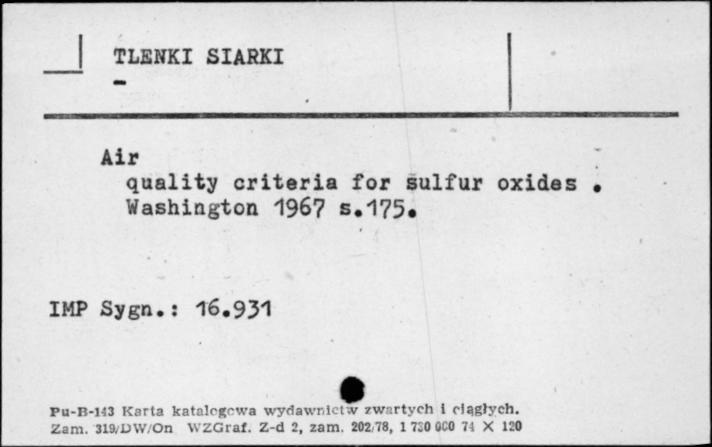 TLENKI SIARKI
Air
quality criteria for sulfur oxides .
Washington 1967 s.175.
IMP Sygn.: 16.931
Pu-B-143 Karta katalogowa wydawnictw zwartych i ciągłych.
Zam. 319/DW/On WZGraf. Z-d 2, zam. 202/78, 1 730 000 74 X 120